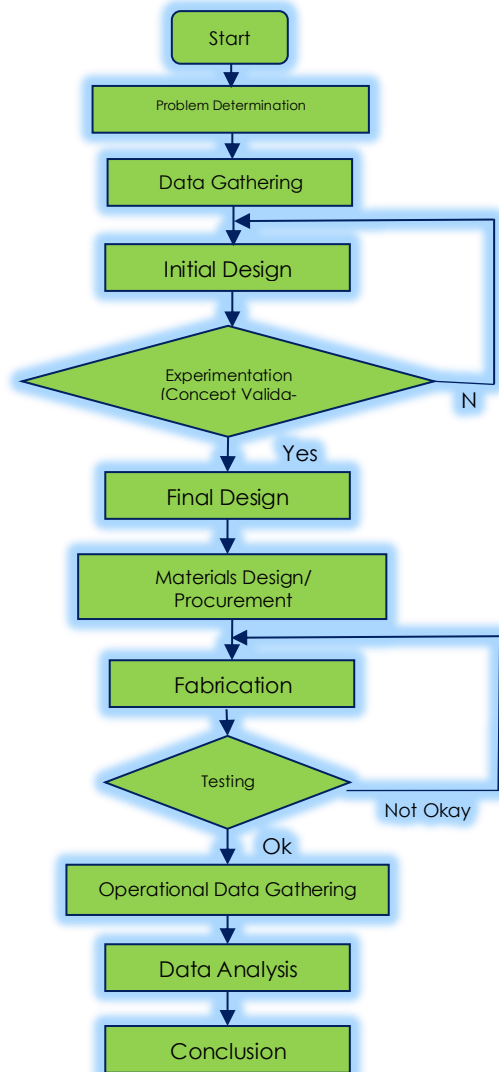 Start
Problem Determination
Data Gathering
Initial Design
Experimentation
(Concept Valida-
N
Yes
Final Design
Materials Design/
Procurement
Fabrication
Testing
Not Okay
Ok
Operational Data Gathering
Data Analysis
Conclusion